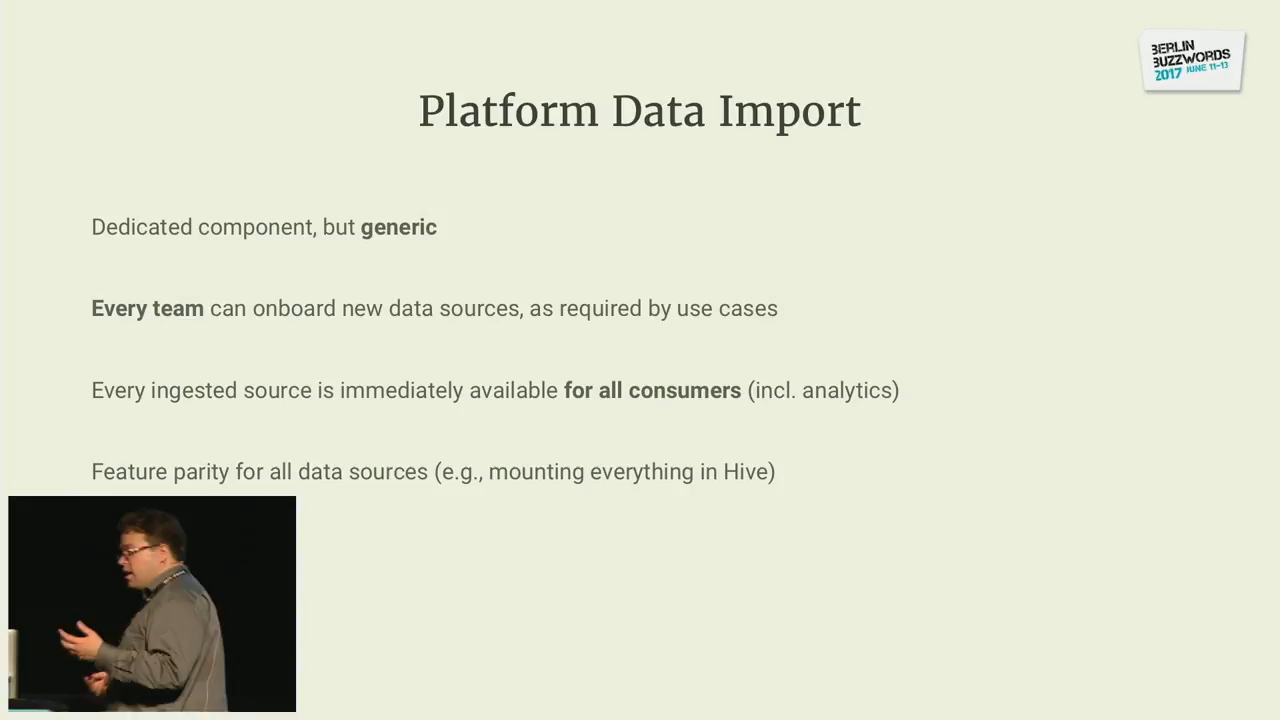 BERLIN
BUZZWORDS
2017 JUNE 11-13
Platform Data Import
Dedicated component, but generic
Every team can onboard new data sources, as required by use cases
Every ingested source is immediately available for all consumers (incl. analytics)
Feature parity for all data sources (e.g., mounting everything in Hive)